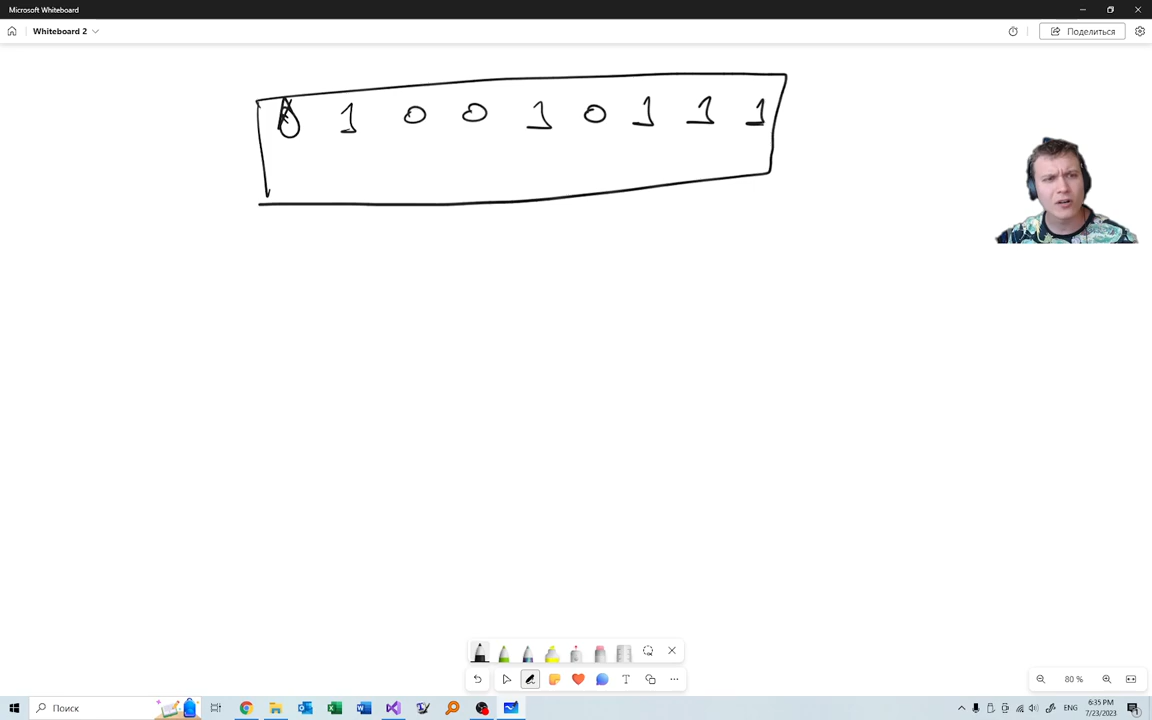 Microsoft Whiteboard
Whiteboard 2
Поделиться
0 1 0 0 1 0 1 1 1
80 %
Поиск
ENG
6:35 PM
7/23/2023